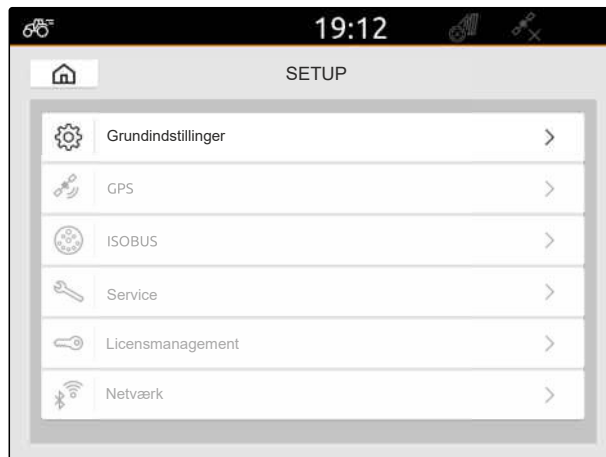 19:12
SETUP
Grundindstillinger
GPS
ISOBUS
Service
Licensmanagement
Netværk